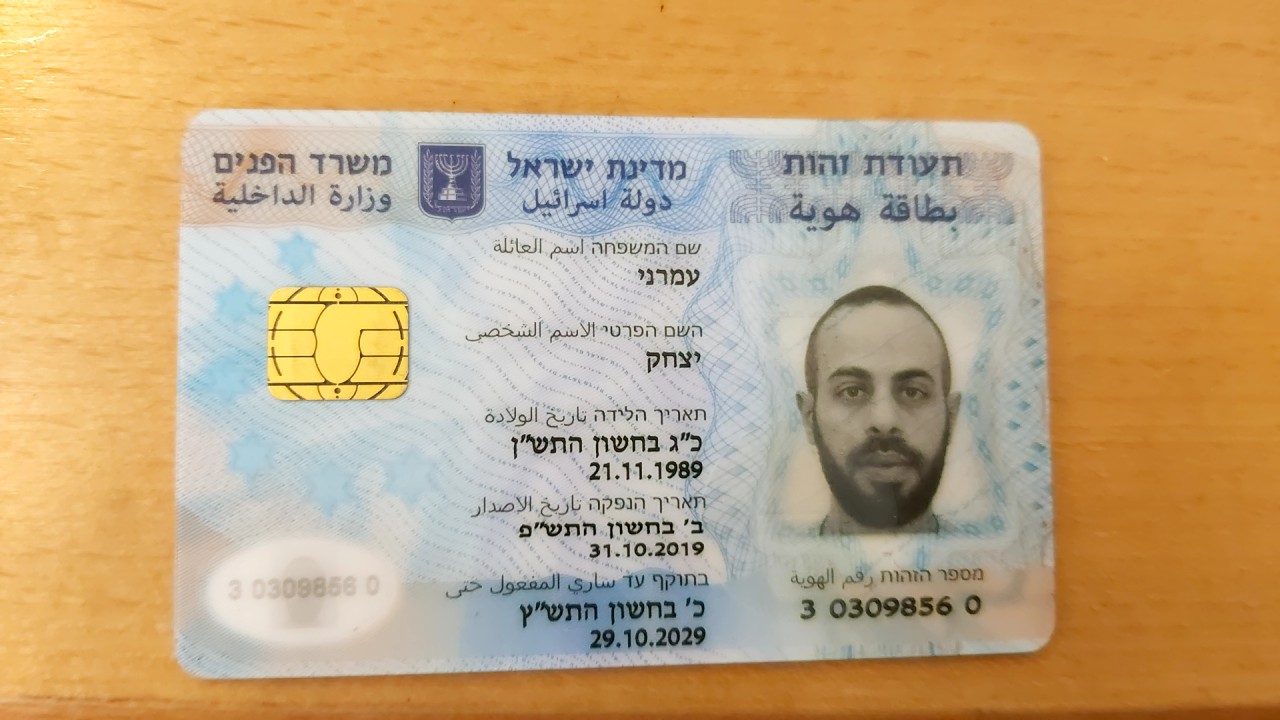 תעודת זהות
بطاقة هوية
מדינת ישראל
دولة اسرائيل
משרד הפנים
وزارة الداخلية
שם המשפחה اسم العائلة
עמרני
השם הפרטי الاسم الشخصي
יצחק
תאריך הלידה تاريخ الولادة
כ"ג בחשון התש"ן
21.11.1989
תאריך הנפקה تاريخ الاصدار
ב' בחשון התש"פ
31.10.2019
בתוקף עד ساري المفعول حتى
כ' בחשון התש"ץ
29.10.2029
מספר הזהות رقم الهوية
3 0309856 0
3 0309856 0